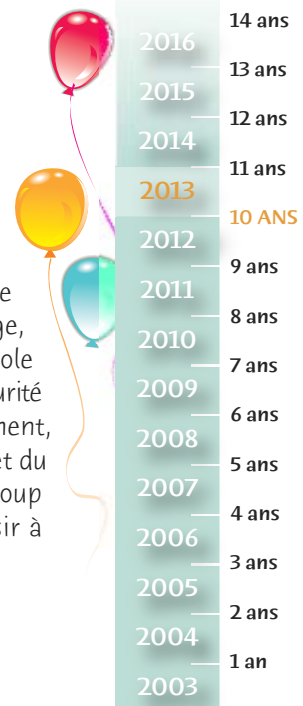 14 ans
2016
13 ans
2015
12 ans
2014
11 ans
2013
10 ANS
2012
9 ans
2011
8 ans
2010
7 ans
2009
6 ans
2008
5 ans
2007
4 ans
2006
3 ans
2005
2 ans
2004
1 an
2003